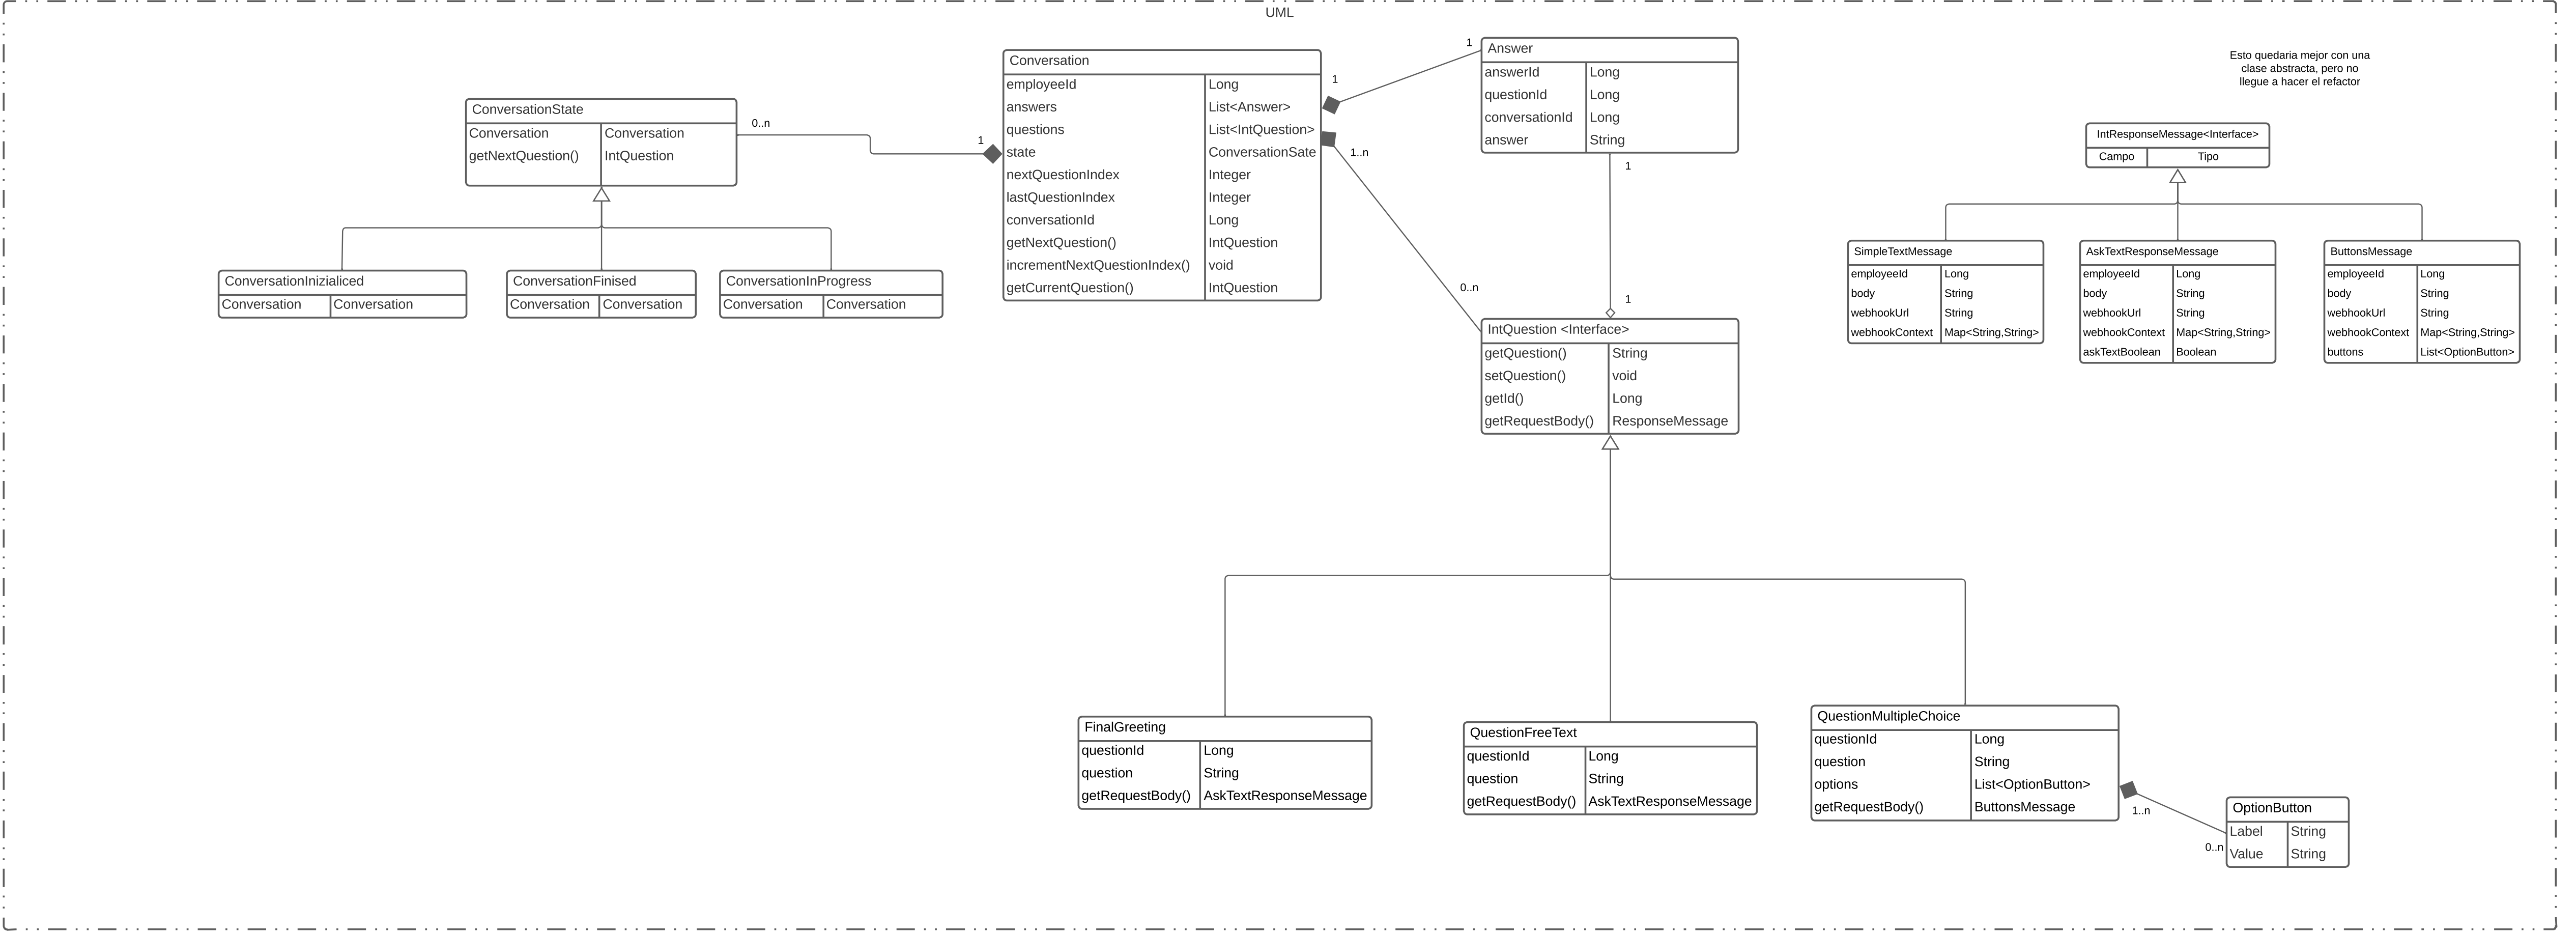 UML
Conversation
employeeId Long
answers List<Answer>
questions List<IntQuestion>
state ConversationSate
nextQuestionIndex Integer
lastQuestionIndex Integer
conversationId Long
getNextQuestion() IntQuestion
incrementNextQuestionIndex() void
getCurrentQuestion() IntQuestion
1
1
1..n
0..n
0..n
1
Answer
answerId Long
questionId Long
conversationId Long
answer String
1
1
ConversationState
Conversation Conversation
getNextQuestion() IntQuestion
ConversationInizialiced
Conversation Conversation
ConversationFinised
Conversation Conversation
ConversationInProgress
Conversation Conversation
IntQuestion <Interface>
getQuestion() String
setQuestion() void
getId() Long
getRequestBody() ResponseMessage
Esto quedaria mejor con una
clase abstracta, pero no
llegue a hacer el refactor
IntResponseMessage<Interface>
Campo Tipo
SimpleTextMessage
employeeId Long
body String
webhookUrl String
webhookContext Map<String,String>
AskTextResponseMessage
employeeId Long
body String
webhookUrl String
webhookContext Map<String,String>
askTextBoolean Boolean
ButtonsMessage
employeeId Long
body String
webhookUrl String
webhookContext Map<String,String>
buttons List<OptionButton>
FinalGreeting
questionId Long
question String
getRequestBody() AskTextResponseMessage
QuestionFreeText
questionId Long
question String
getRequestBody() AskTextResponseMessage
QuestionMultipleChoice
questionId Long
question String
options List<OptionButton>
getRequestBody() ButtonsMessage
1..n
0..n
OptionButton
Label String
Value String